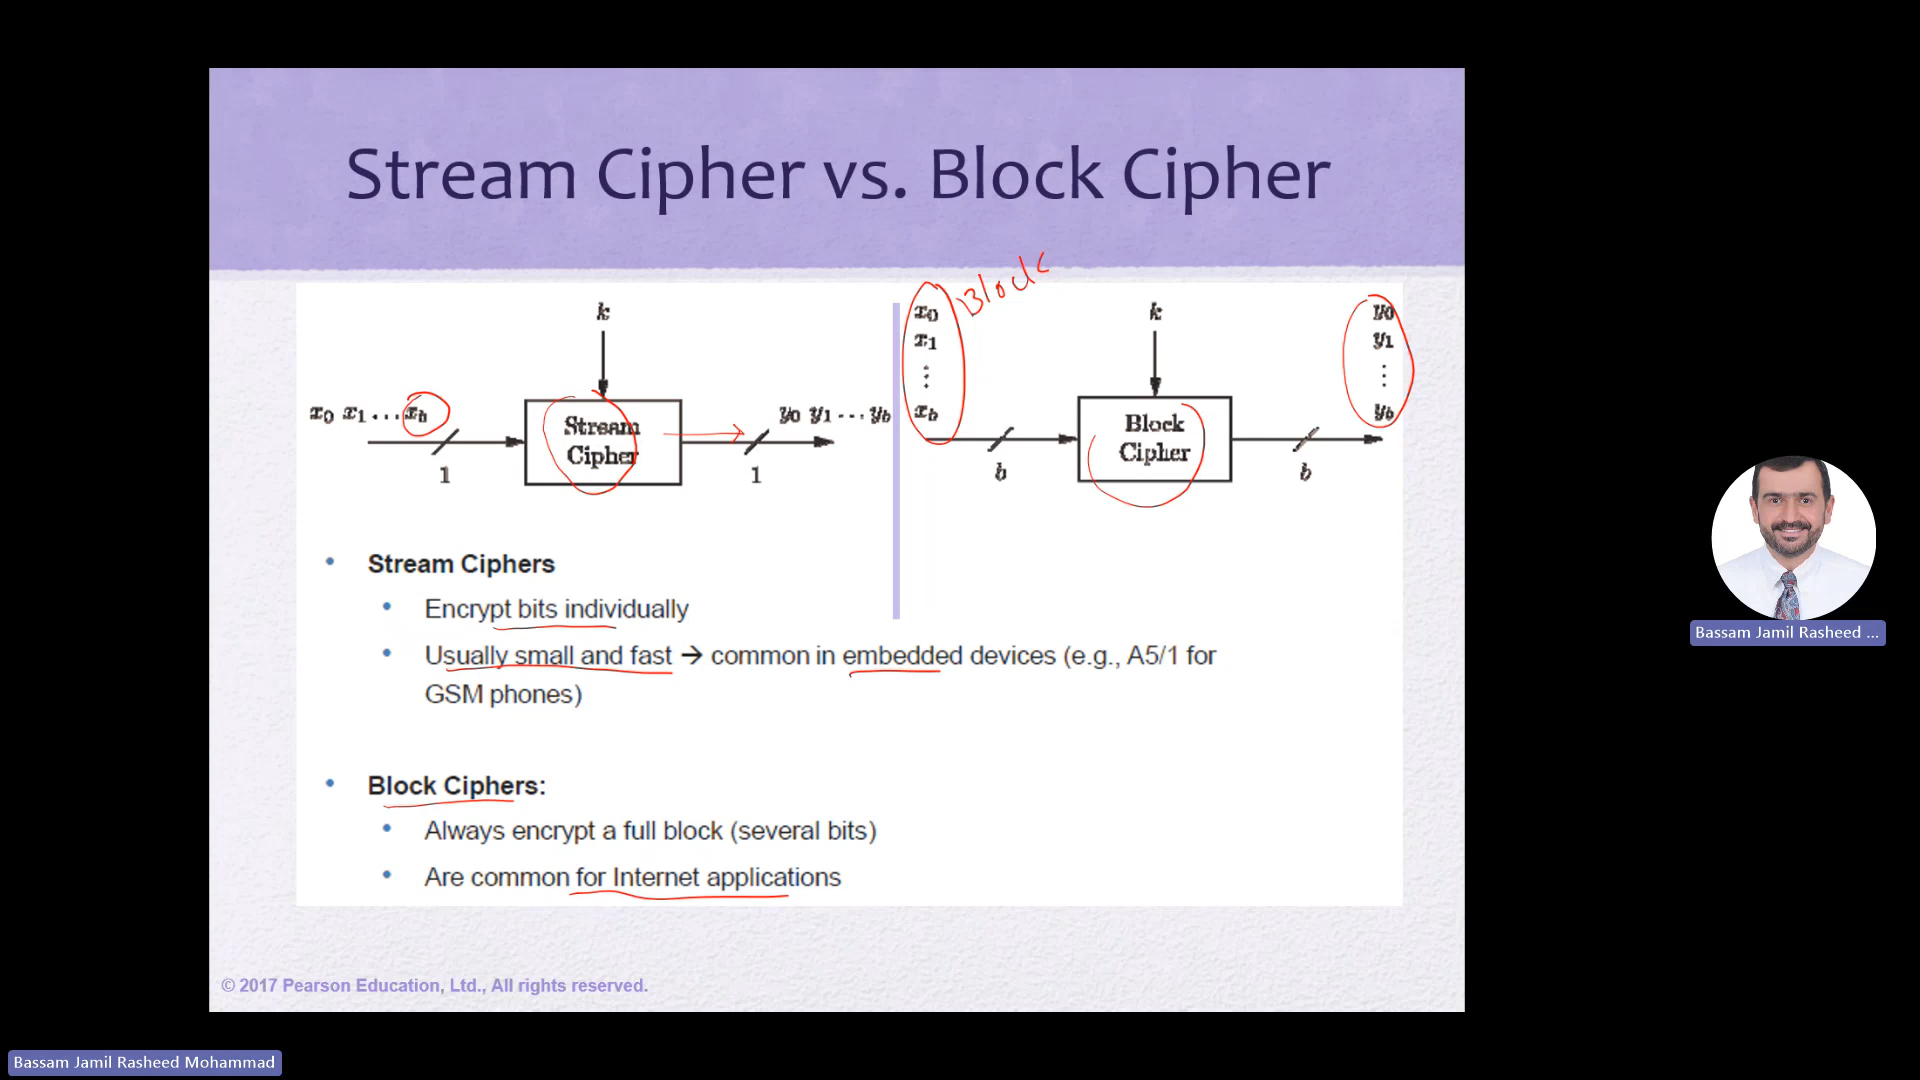 Stream Cipher vs. Block Cipher
Block
k
x0 x1 ... xb
Stream
Cipher
y0 y1 ... yb
1
1
x0
x1
⋮
xb
k
Block
Cipher
y0
y1
⋮
yb
b
b
• Stream Ciphers
• Encrypt bits individually
• Usually small and fast → common in embedded devices (e.g., A5/1 for
GSM phones)
• Block Ciphers:
• Always encrypt a full block (several bits)
• Are common for Internet applications
© 2017 Pearson Education, Ltd., All rights reserved.
Bassam Jamil Rasheed ...
Bassam Jamil Rasheed Mohammad